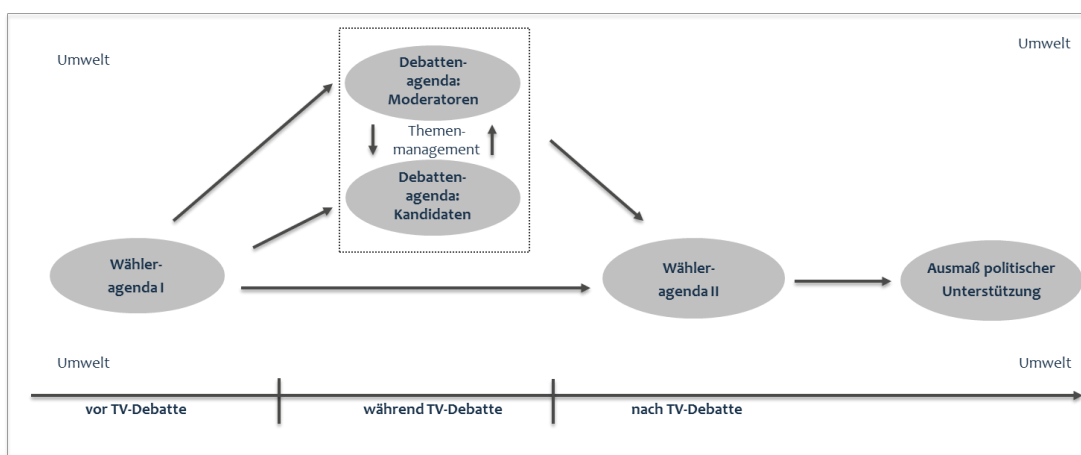 Umwelt
Umwelt
Debatten-
agenda:
Moderatoren
Themen-
management
Debatten-
agenda:
Kandidaten
Wähler-
agenda I
Wähler-
agenda II
Ausmaß politischer
Unterstützung
Umwelt
Umwelt
vor TV-Debatte
während TV-Debatte
nach TV-Debatte